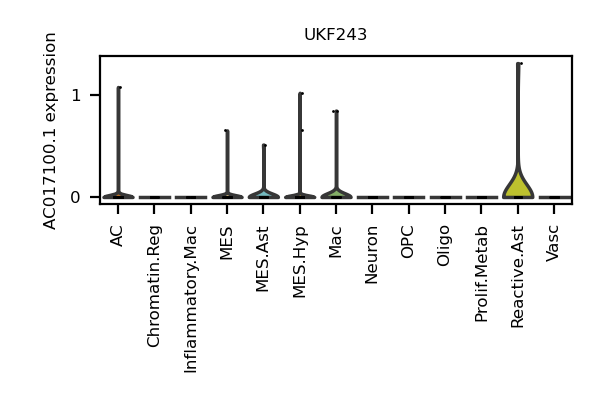 UKF243
AC017100.1 expression
1
0
AC
Chromatin.Reg
Inflammatory.Mac
MES
MES.Ast
MES.Hyp
Mac
Neuron
OPC
Oligo
Prolif.Metab
Reactive.Ast
Vasc